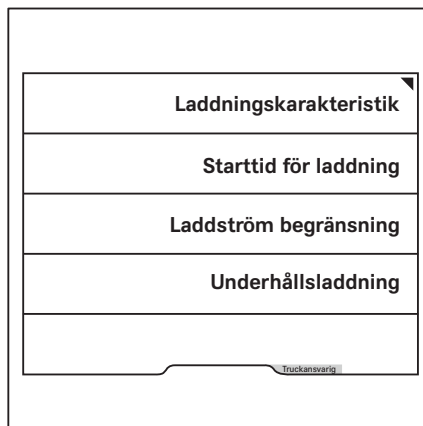 Laddningskarakteristik
Starttid för laddning
Laddström begränsning
Underhållsladdning
Truckansvarig